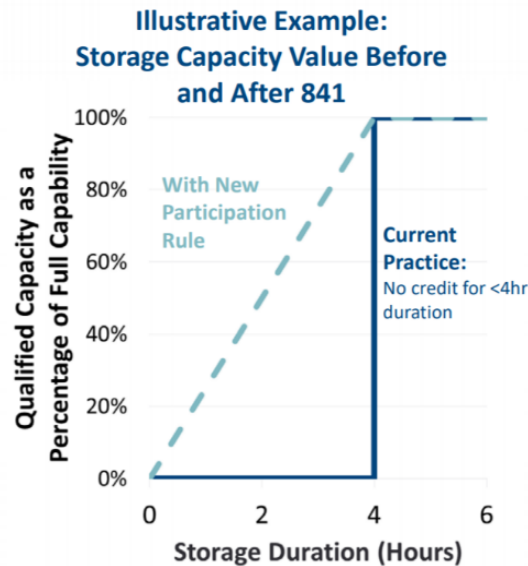 Illustrative Example:
Storage Capacity Value Before
and After 841
Qualified Capacity as a
Percentage of Full Capability
100%
80%
60%
40%
20%
0%
With New
Participation
Rule
Current
Practice:
No credit for <4hr
duration
0
2
4
6
Storage Duration (Hours)